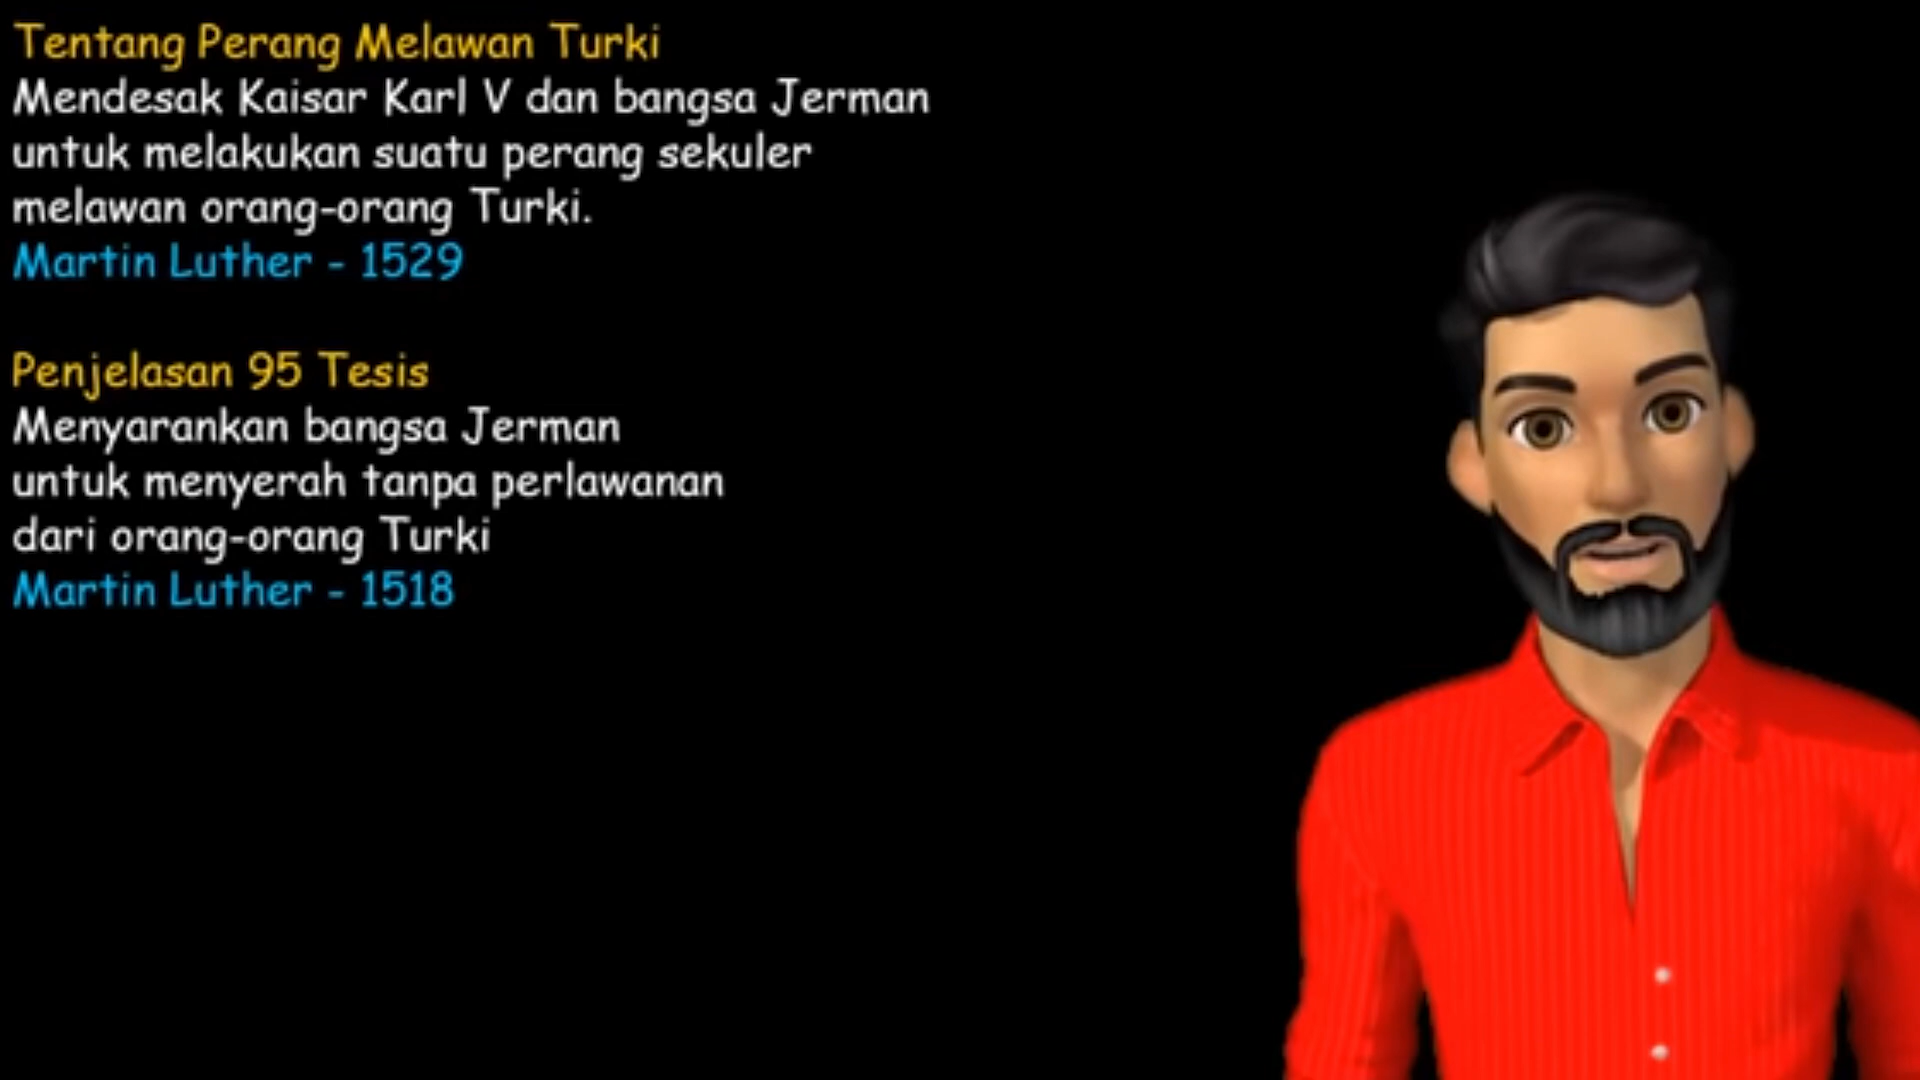 Tentang Perang Melawan Turki
Mendesak Kaisar Karl V dan bangsa Jerman
untuk melakukan suatu perang sekuler
melawan orang-orang Turki.
Martin Luther - 1529
Penjelasan 95 Tesis
Menyarankan bangsa Jerman
untuk menyerah tanpa perlawanan
dari orang-orang Turki
Martin Luther - 1518